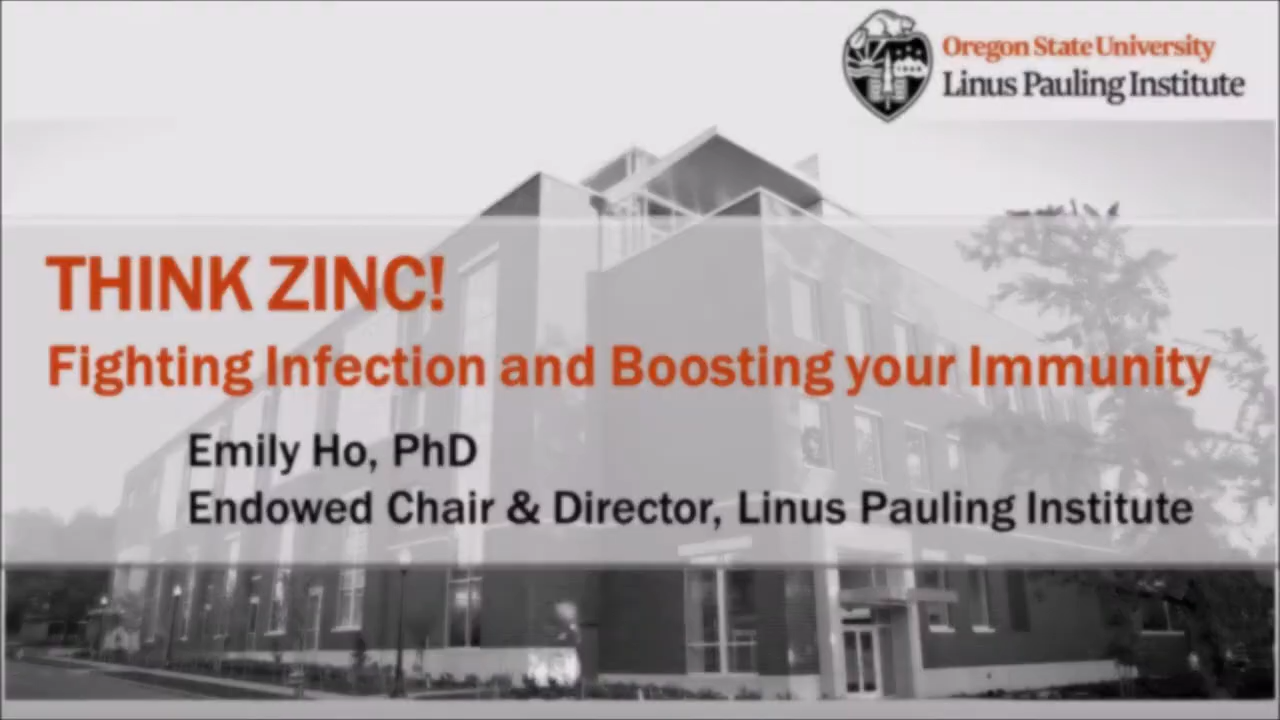 Oregon State University
Linus Pauling Institute
THINK ZINC!
Fighting Infection and Boosting your Immunity
Emily Ho, PhD
Endowed Chair & Director, Linus Pauling Institute